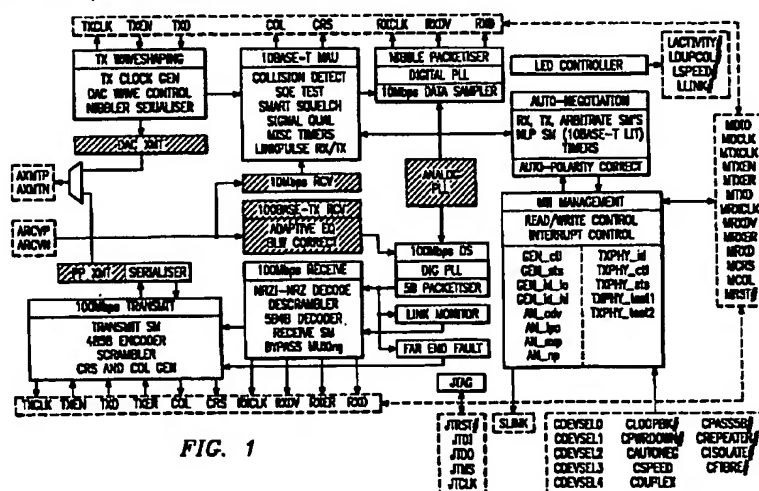 TXCLK TXEN TXD
COL CRS
RXCLK RXDV RXD
TX WAVESHAPING
TX CLOCK GEN
DAC WAVE CONTROL
NIBBLER SERIALISER
DAC XMT
10BASE-T MAU
COLLISION DETECT
SQE TEST
SMART SQUELCH
SIGNAL QUAL
MISC TIMERS
LINKPULSE RX/TX
10Mbps RCV
NIBBLE PACKETISER
DIGITAL PLL
10Mbps DATA SAMPLER
ANALOG PLL
LED CONTROLLER
LACTIVITY
LDUPCOL
LSPEED
LLINK
AUTO-NEGOTIATION
RX, TX, ARBITRATE SM'S
NLP SM (10BASE-T LIT)
TIMERS
AUTO-POLARITY CORRECT
MDIO
MDCLK
MTXCLK
MTXEN
MTXER
MTXD
MRXCLK
MRXDV
MRXER
MRXD
MCRS
MCOL
MRST
AXMTP
AXMTN
ARCVP
ARCVN
100BASE-TX RCV
ADAPTIVE EQ
BLW CORRECT
MII MANAGEMENT
READ/WRITE CONTROL
INTERRUPT CONTROL
GEN_ctl
GEN_sts
GEN_id_lo
GEN_id_hi
AN_adv
AN_lpa
AN_exp
AN_np
TXPHY_id
TXPHY_ctl
TXPHY_sts
TXPHY_test1
TXPHY_test2
100Mbps DS
DIG PLL
5B PACKETISER
PP XMT SERIALISER
100Mbps TRANSMIT
TRANSMIT SM
4B5B ENCODER
SCRAMBLER
CRS AND COL GEN
100Mbps RECEIVE
NRZI-NRZ DECODE
DESCRAMBLER
5B4B DECODER,
RECEIVE SM
BYPASS MUXing
LINK MONITOR
FAR END FAULT
TXCLK TXEN TXD TXER COL CRS RXCLK RXDV RXER RXD
JTAG
JTRST
JTDI
JTDO
JTMS
JTCLK
SLINK
CDEVSEL0 CLOOPBK CPASS5B
CDEVSEL1 CPWRDOWN CREPEATER
CDEVSEL2 CAUTONEG CISOLATE
CDEVSEL3 CSPEED CFIBRE
CDEVSEL4 CDUPLEX
FIG. 1